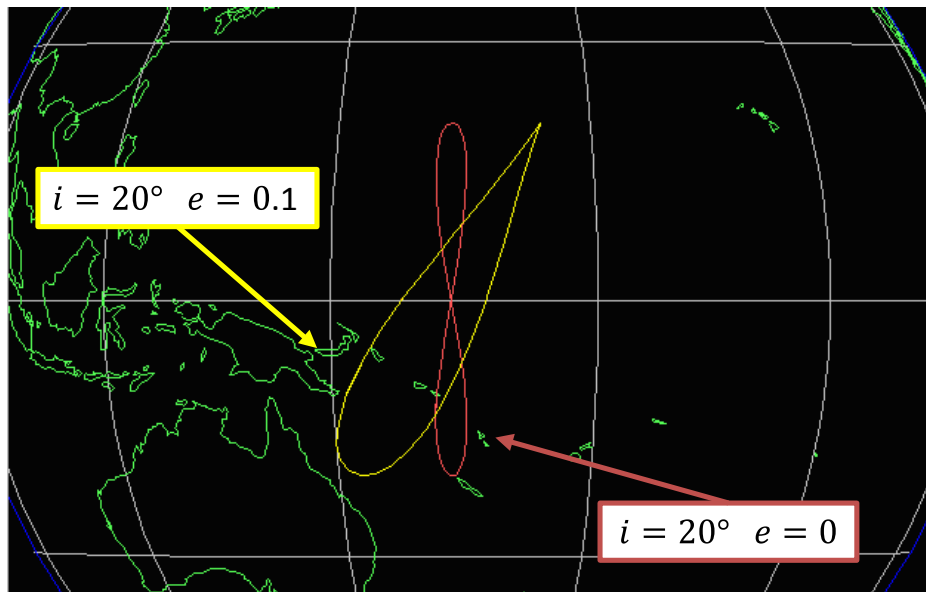 i = 20° e = 0.1
i = 20° e = 0